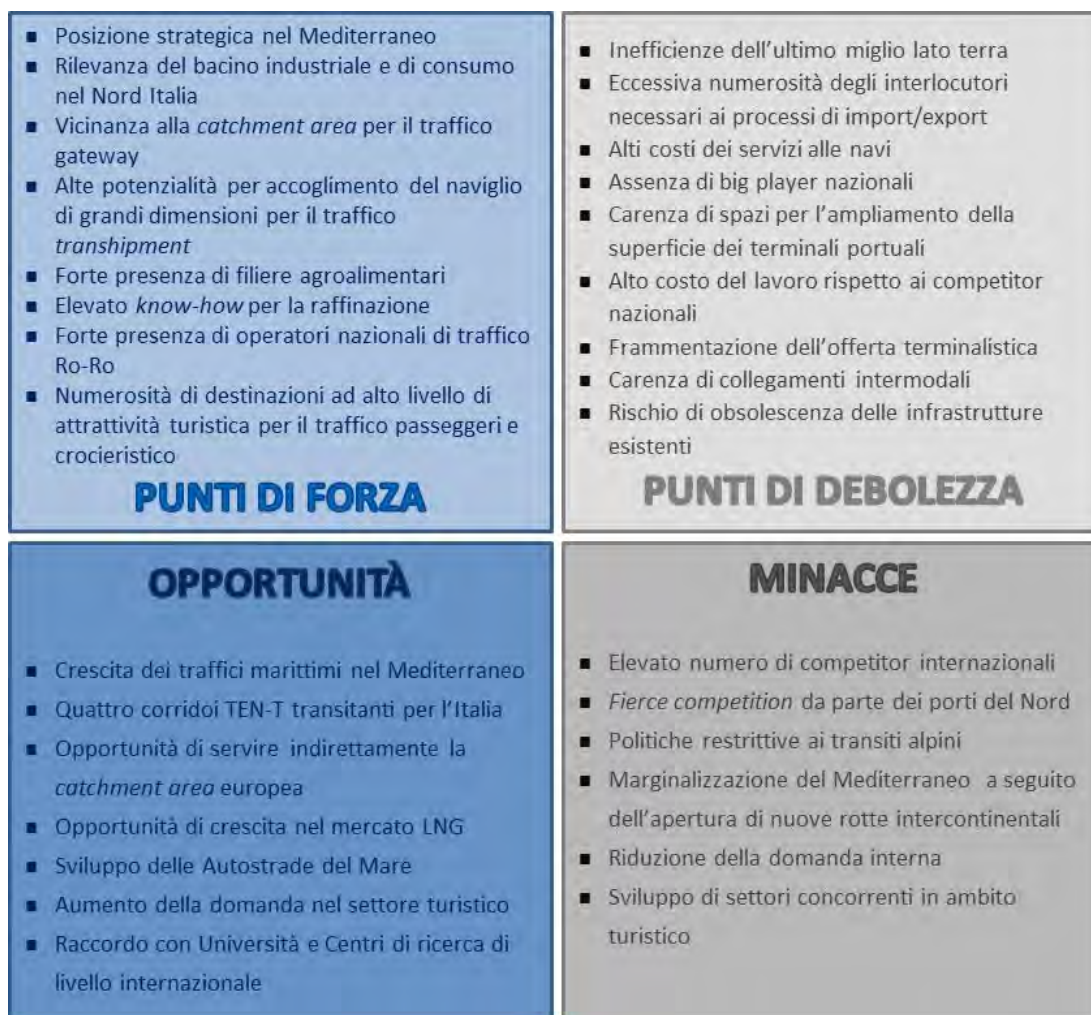 ■ Posizione strategica nel Mediterraneo
■ Rilevanza del bacino industriale e di consumo
nel Nord Italia
■ Vicinanza alla catchment area per il traffico
gateway
■ Alte potenzialità per accoglimento del naviglio
di grandi dimensioni per il traffico
transhipment
■ Forte presenza di filiere agroalimentari
■ Elevato know-how per la raffinazione
■ Forte presenza di operatori nazionali di traffico
Ro-Ro
■ Numerosità di destinazioni ad alto livello di
attrattività turistica per il traffico passeggeri e
crocieristico
PUNTI DI FORZA
■ Inefficienze dell'ultimo miglio lato terra
■ Eccessiva numerosità degli interlocutori
necessari ai processi di import/export
■ Alti costi dei servizi alle navi
■ Assenza di big player nazionali
■ Carenza di spazi per l'ampliamento della
superficie dei terminali portuali
■ Alto costo del lavoro rispetto ai competitor
nazionali
■ Frammentazione dell'offerta terminalistica
■ Carenza di collegamenti intermodali
■ Rischio di obsolescenza delle infrastrutture
esistenti
PUNTI DI DEBOLEZZA
OPPORTUNITÀ
■ Crescita dei traffici marittimi nel Mediterraneo
■ Quattro corridoi TEN-T transitanti per l'Italia
■ Opportunità di servire indirettamente la
catchment area europea
■ Opportunità di crescita nel mercato LNG
■ Sviluppo delle Autostrade del Mare
■ Aumento della domanda nel settore turistico
■ Raccordo con Università e Centri di ricerca di
livello internazionale
MINACCE
■ Elevato numero di competitor internazionali
■ Fierce competition da parte dei porti del Nord
■ Politiche restrittive ai transiti alpini
■ Marginalizzazione del Mediterraneo a seguito
dell'apertura di nuove rotte intercontinentali
■ Riduzione della domanda interna
■ Sviluppo di settori concorrenti in ambito
turistico